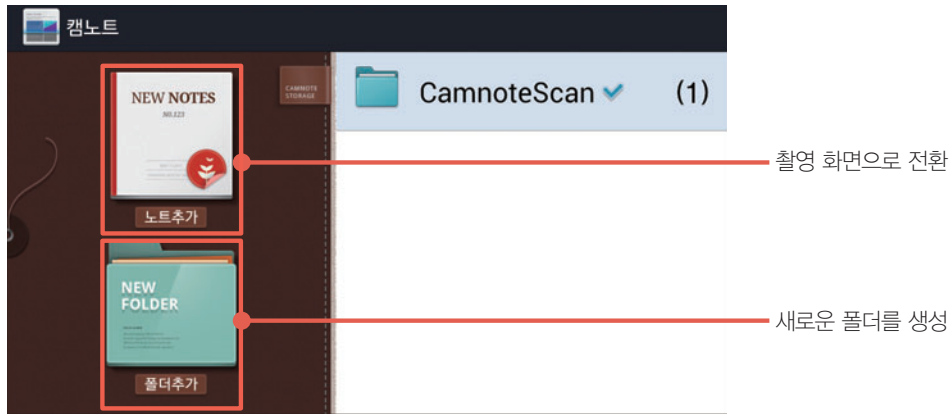 캠노트
NEW NOTES
NO.123
노트추가
CAMNOTE
STORAGE
CamnoteScan (1)
촬영 화면으로 전환
NEW
FOLDER
폴더추가
새로운 폴더를 생성